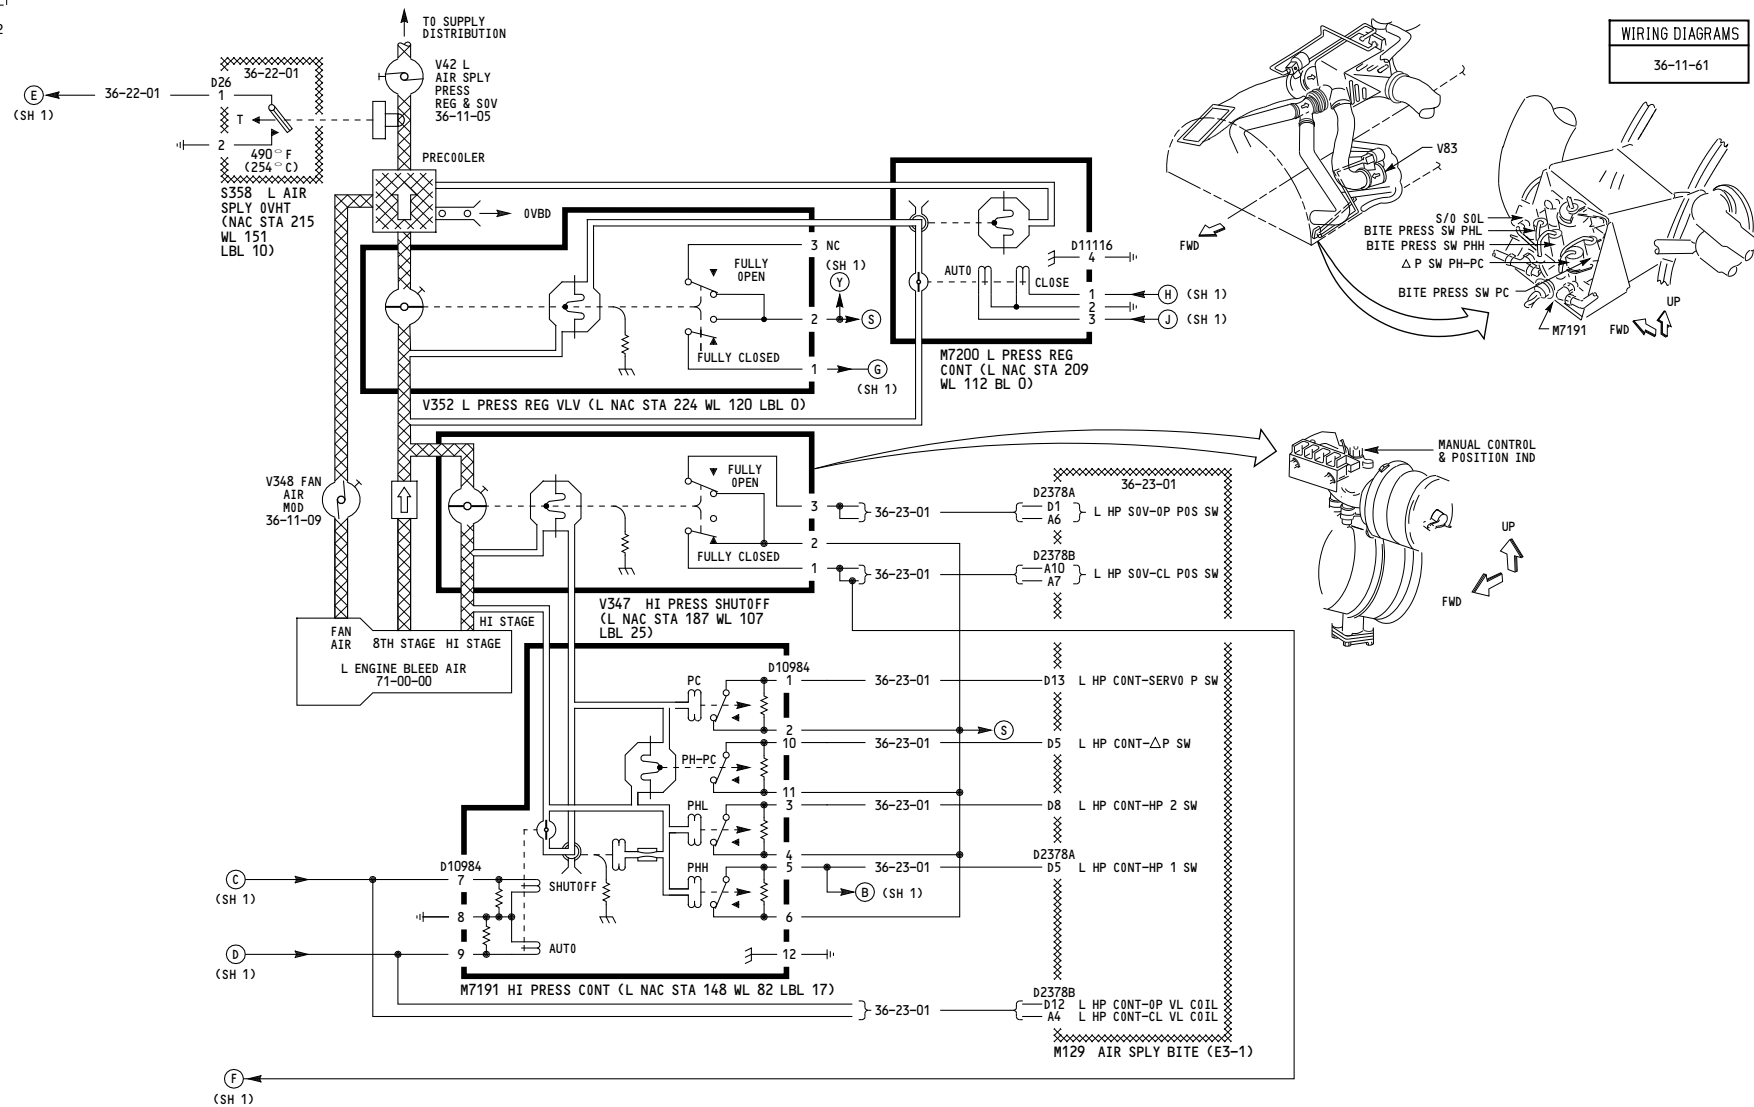 2
TO SUPPLY
DISTRIBUTION
WIRING DIAGRAMS
36-11-61
36-22-01
D26
V42 L
AIR SPLY
PRESS
REG & SOV
36-11-05
E
(SH 1)
36-22-01
1
T
2
490°F
(254°C)
S358 L AIR
SPLY OVHT
(NAC STA 215
WL 151
LBL 10)
PRECOOLER
OVBD
V83
FWD
S/O SOL
BITE PRESS SW PHL
BITE PRESS SW PHH
△P SW PH-PC
BITE PRESS SW PC
M7191
FWD
UP
3 NC
(SH 1)
Y
FULLY
OPEN
2
S
FULLY CLOSED
1
G
(SH 1)
D11116
4
AUTO
CLOSE
1
H (SH 1)
2
3
J (SH 1)
M7200 L PRESS REG
CONT (L NAC STA 209
WL 112 BL 0)
V352 L PRESS REG VLV (L NAC STA 224 WL 120 LBL 0)
V348 FAN
AIR
MOD
36-11-09
FULLY
OPEN
3
2
FULLY CLOSED
1
36-23-01
36-23-01
V347 HI PRESS SHUTOFF
(L NAC STA 187 WL 107
LBL 25)
36-23-01
D2378A
D1
A6
L HP SOV-OP POS SW
D2378B
A10
A7
L HP SOV-CL POS SW
MANUAL CONTROL
& POSITION IND
UP
FWD
HI STAGE
FAN
AIR
8TH STAGE
HI STAGE
L ENGINE BLEED AIR
71-00-00
D10984
PC
1
36-23-01
D13 L HP CONT-SERVO P SW
2
S
10
36-23-01
D5 L HP CONT-△P SW
PH-PC
11
PHL
3
36-23-01
D8 L HP CONT-HP 2 SW
4
D2378A
PHH
5
36-23-01
D5 L HP CONT-HP 1 SW
B (SH 1)
6
C
(SH 1)
D10984
7
SHUTOFF
8
D
(SH 1)
9
AUTO
12
M7191 HI PRESS CONT (L NAC STA 148 WL 82 LBL 17)
36-23-01
D2378B
D12 L HP CONT-OP VL COIL
A4 L HP CONT-CL VL COIL
M129 AIR SPLY BITE (E3-1)
F
(SH 1)